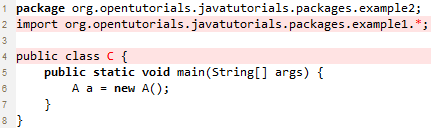 1 package org.opentutorials.javatutorials.packages.example2;
2 import org.opentutorials.javatutorials.packages.example1.*;
3
4 public class C {
5     public static void main(String[] args) {
6         A a = new A();
7     }
8 }